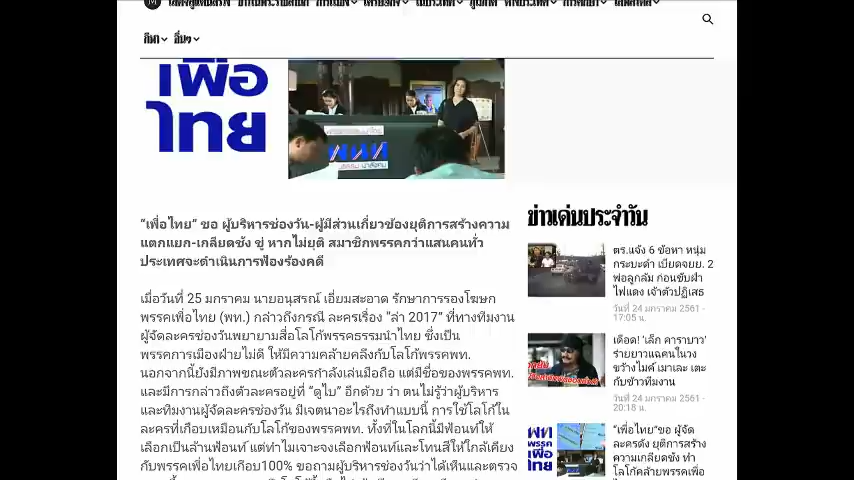 กีฬา อื่นๆ
เพื่อ
ไทย
“เพื่อไทย” ขอ ผู้บริหารช่องวัน-ผู้มีส่วนเกี่ยวข้องยุติการสร้างความ
แตกแยก-เกลียดชัง ขู่ หากไม่ยุติ สมาชิกพรรคกว่าแสนคนทั่ว
ประเทศจะดำเนินการฟ้องร้องคดี
เมื่อวันที่ 25 มกราคม นายอนุสรณ์ เอี่ยมสะอาด รักษาการรองโฆษก
พรรคเพื่อไทย (พท.) กล่าวถึงกรณี ละครเรื่อง “ล่า 2017” ที่ทางทีมงาน
ผู้จัดละครช่องวันพยายามสื่อโลโก้พรรคธรรมนำไทย ซึ่งเป็น
พรรคการเมืองฝ่ายไม่ดี ให้มีความคล้ายคลึงกับโลโก้พรรคพท.
นอกจากนี้ยังมีภาพขณะตัวละครกำลังเล่นมือถือ แต่มีชื่อของพรรคพท.
และมีการกล่าวถึงตัวละครอยู่ที่ “ดูไบ” อีกด้วย ว่า ตนไม่รู้ว่าผู้บริหาร
และทีมงานผู้จัดละครช่องวัน มีเจตนาอะไรถึงทำแบบนี้ การใช้โลโก้ใน
ละครที่เกือบเหมือนกับโลโก้ของพรรคพท. ทั้งที่ในโลกนี้มีฟ้อนท์ให้
เลือกเป็นล้านฟ้อนท์ แต่ทำไมเจาะจงเลือกฟ้อนท์และโทนสีให้ใกล้เคียง
กับพรรคเพื่อไทยเกือบ100% ขอถามผู้บริหารช่องวันว่าได้เห็นและตรวจ
ข่าวเด่นประจำวัน
ตร.แจ้ง 6 ข้อหา หนุ่ม
กระบะดำ เบียดจยย. 2
พ่อลูกล้ม ก่อนขับฝ่า
ไฟแดง เจ้าตัวปฏิเสธ
วันที่ 24 มกราคม 2561 -
17:05 น.
เดือด! ‘เล็ก คาราบาว’
ร่ายยาวแฉคนในวง
ขว้างไมค์ เมาเละ เตะ
กับข้าวทีมงาน
วันที่ 24 มกราคม 2561 -
20:18 น.
พรรค
เพื่อ
ไทย
“เพื่อไทย”ขอ ผู้จัด
ละครดัง ยุติการสร้าง
ความเกลียดชัง ทำ
โลโก้คล้ายพรรคเพื่อ